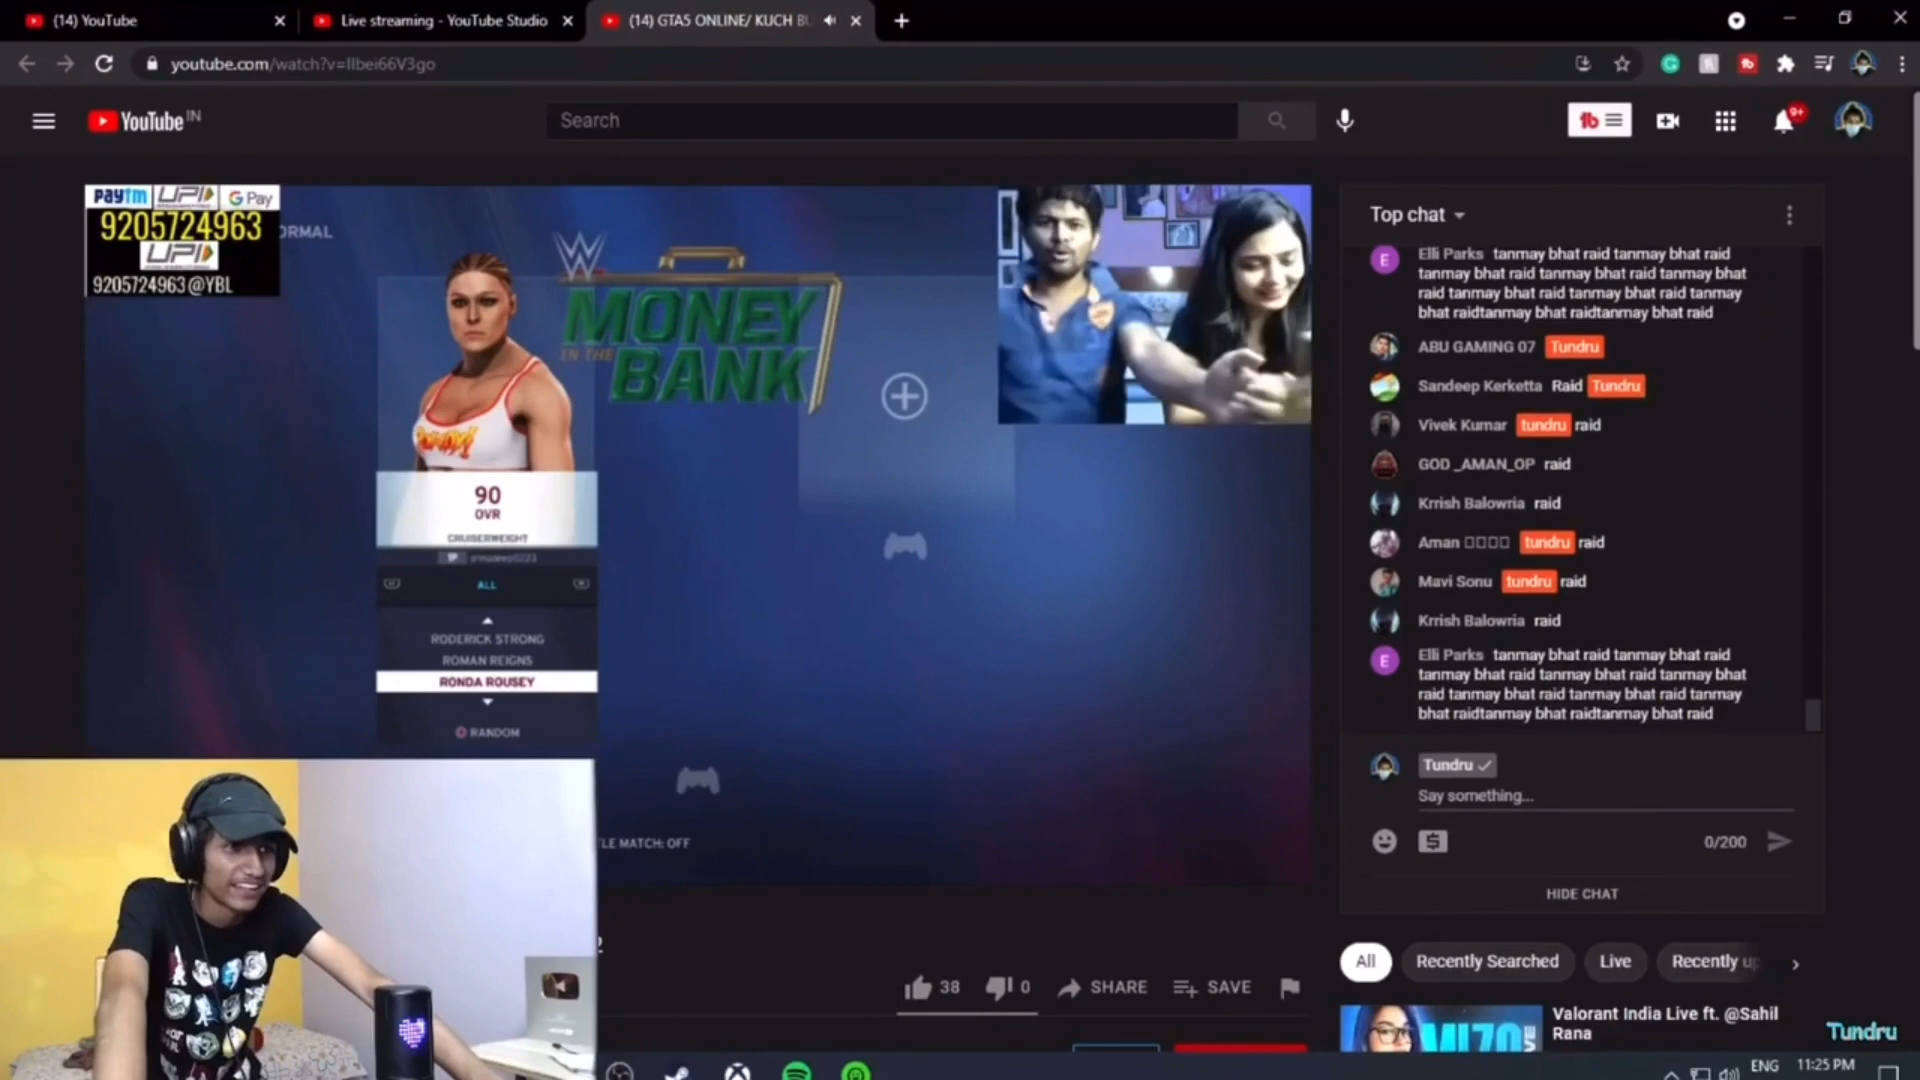 (14) YouTube
Live streaming - YouTube Studio
(14) GTA5 ONLINE/ KUCH BU
youtube.com/watch?v=IIbei66V3go
YouTube IN
Search
9+
paytm UPI G Pay
9205724963
UPI
9205724963@YBL
ORMAL
W
MONEY
IN THE
BANK
90
OVR
CRUISERWEIGHT
ALL
RODERICK STRONG
ROMAN REIGNS
RONDA ROUSEY
RANDOM
LE MATCH: OFF
Top chat
Elli Parks tanmay bhat raid tanmay bhat raid
tanmay bhat raid tanmay bhat raid tanmay bhat
raid tanmay bhat raid tanmay bhat raid tanmay
bhat raidtanmay bhat raidtanmay bhat raid
ABU GAMING 07 Tundru
Sandeep Kerketta Raid Tundru
Vivek Kumar tundru raid
GOD _AMAN_OP raid
Krrish Balowria raid
Aman tundru raid
Mavi Sonu tundru raid
Krrish Balowria raid
E Elli Parks tanmay bhat raid tanmay bhat raid
tanmay bhat raid tanmay bhat raid tanmay bhat
raid tanmay bhat raid tanmay bhat raid tanmay
bhat raidtanmay bhat raidtanmay bhat raid
Tundru
Say something...
0/200
HIDE CHAT
38 0 SHARE SAVE
All Recently Searched Live Recently up
Valorant India Live ft. @Sahil
Rana
Tundru
ENG 11:25 PM